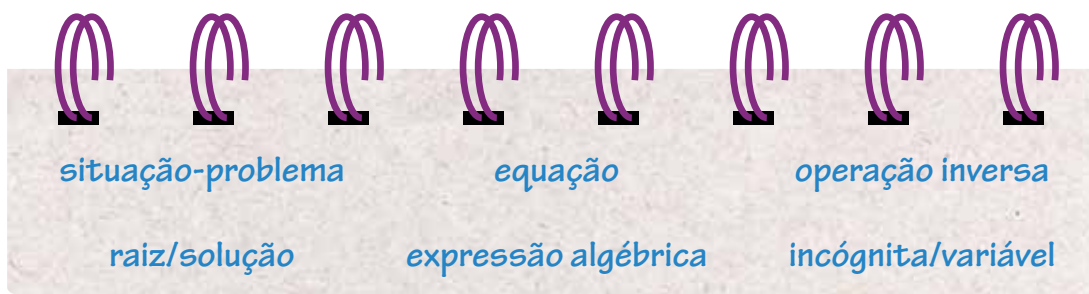 situação-problema equação operação inversa
raiz/solução expressão algébrica incógnita/variável